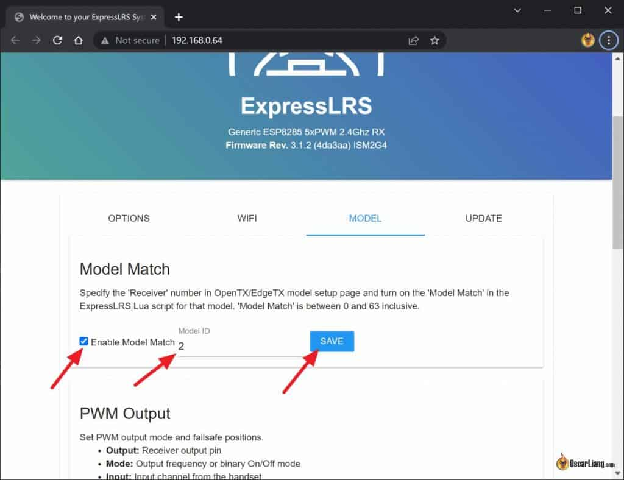 Welcome to your ExpressLRS Sys
Not secure | 192.168.0.64
ExpressLRS
Generic ESP8285 5xPWM 2.4Ghz RX
Firmware Rev. 3.1.2 (4da3aa) ISM2G4
OPTIONS WIFI MODEL UPDATE
Model Match
Specify the 'Receiver' number in OpenTX/EdgeTX model setup page and turn on the 'Model Match' in the
ExpressLRS Lua script for that model. 'Model Match' is between 0 and 63 inclusive.
Model ID
Enable Model Match 2 SAVE
PWM Output
Set PWM output mode and failsafe positions.
• Output: Receiver output pin
• Mode: Output frequency or binary On/Off mode
• Input: Input channel from the handset
OscarLiang.com